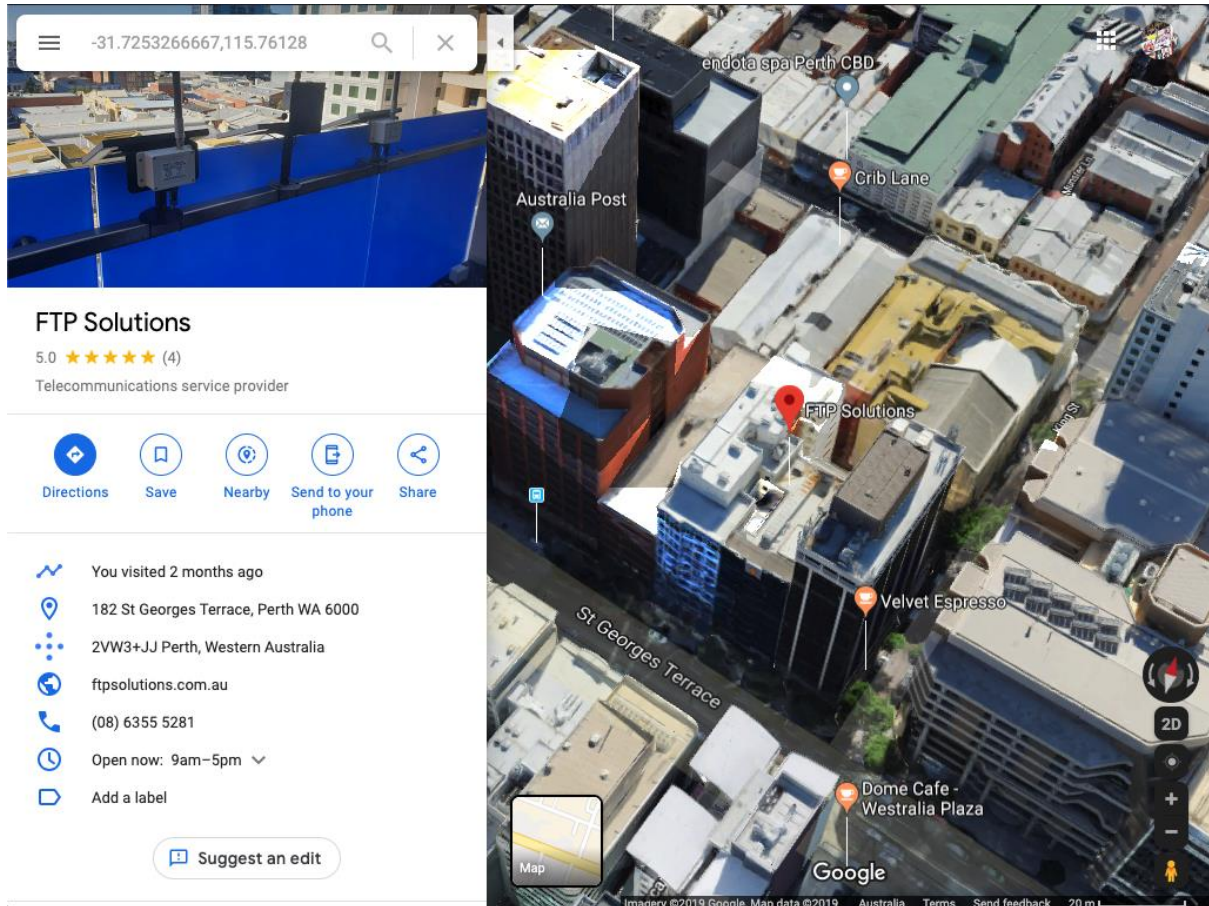 -31.7253266667,115.76128
FTP Solutions
5.0 ★★★★★ (4)
Telecommunications service provider
Directions
Save
Nearby
Send to your
phone
Share
You visited 2 months ago
182 St Georges Terrace, Perth WA 6000
2VW3+JJ Perth, Western Australia
ftpsolutions.com.au
(08) 6355 5281
Open now: 9am–5pm
Add a label
Suggest an edit
endota spa Perth CBD
Crib Lane
Australia Post
Munster Ln
FTP Solutions
King St
Velvet Espresso
St Georges Terrace
2D
Dome Cafe -
Westralia Plaza
Map
Google
Imagery ©2019 Google, Map data ©2019 Australia Terms Send feedback 20 m